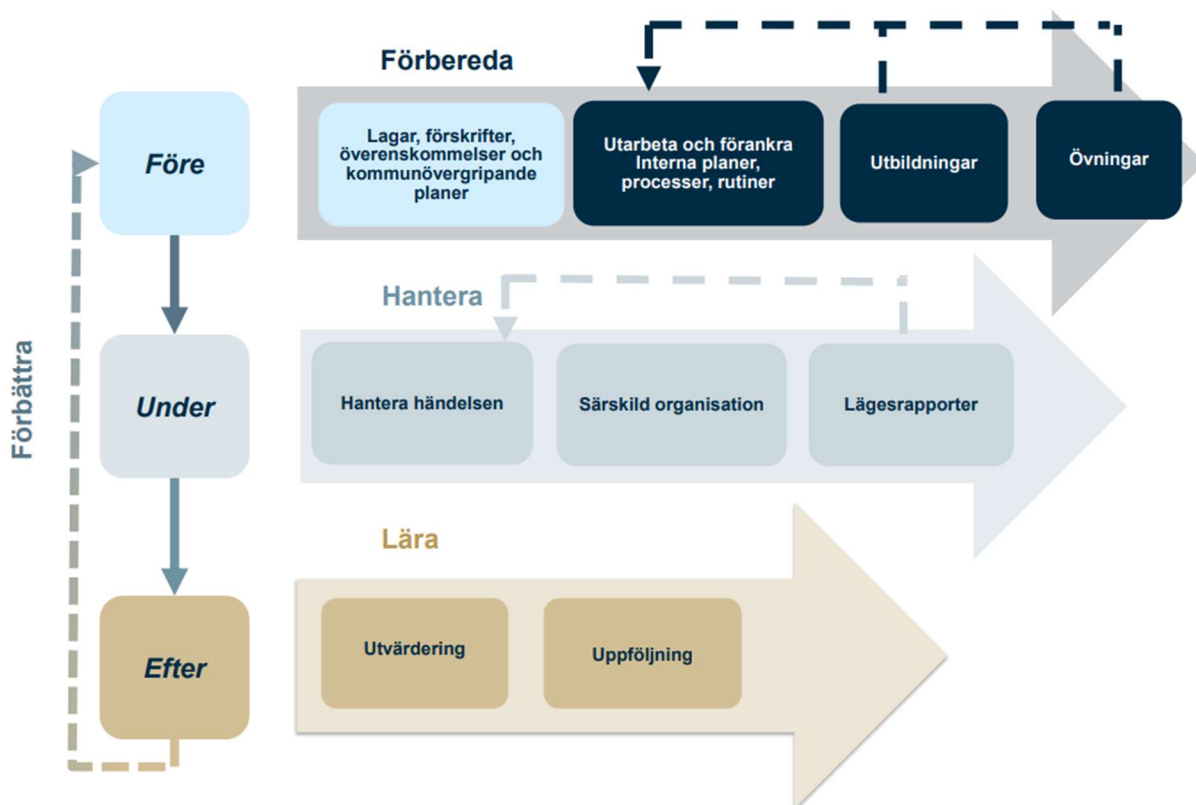 Förbereda
Före
Lagar, förskrifter,
överenskommelser och
kommunövergripande
planer
Utarbeta och förankra
Interna planer,
processer, rutiner
Utbildningar
Övningar
Förbättra
Hantera
Under
Hantera händelsen
Särskild organisation
Lägesrapporter
Lära
Efter
Utvärdering
Uppföljning